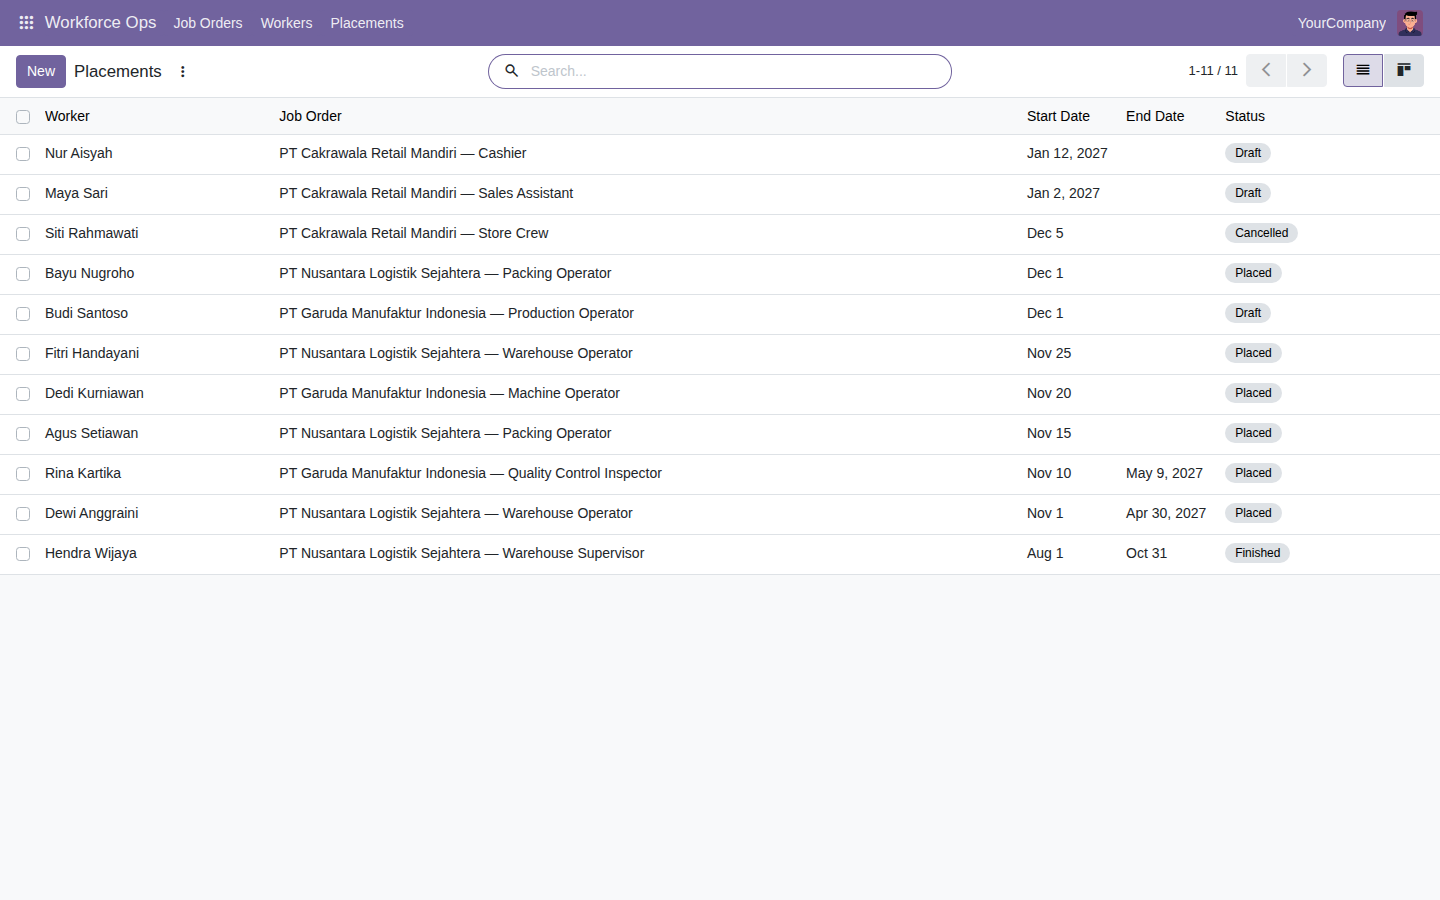 Workforce Ops Job Orders Workers Placements YourCompany
New Placements Search... 1-11 / 11
Worker Job Order Start Date End Date Status
Nur Aisyah PT Cakrawala Retail Mandiri — Cashier Jan 12, 2027 Draft
Maya Sari PT Cakrawala Retail Mandiri — Sales Assistant Jan 2, 2027 Draft
Siti Rahmawati PT Cakrawala Retail Mandiri — Store Crew Dec 5 Cancelled
Bayu Nugroho PT Nusantara Logistik Sejahtera — Packing Operator Dec 1 Placed
Budi Santoso PT Garuda Manufaktur Indonesia — Production Operator Dec 1 Draft
Fitri Handayani PT Nusantara Logistik Sejahtera — Warehouse Operator Nov 25 Placed
Dedi Kurniawan PT Garuda Manufaktur Indonesia — Machine Operator Nov 20 Placed
Agus Setiawan PT Nusantara Logistik Sejahtera — Packing Operator Nov 15 Placed
Rina Kartika PT Garuda Manufaktur Indonesia — Quality Control Inspector Nov 10 May 9, 2027 Placed
Dewi Anggraini PT Nusantara Logistik Sejahtera — Warehouse Operator Nov 1 Apr 30, 2027 Placed
Hendra Wijaya PT Nusantara Logistik Sejahtera — Warehouse Supervisor Aug 1 Oct 31 Finished